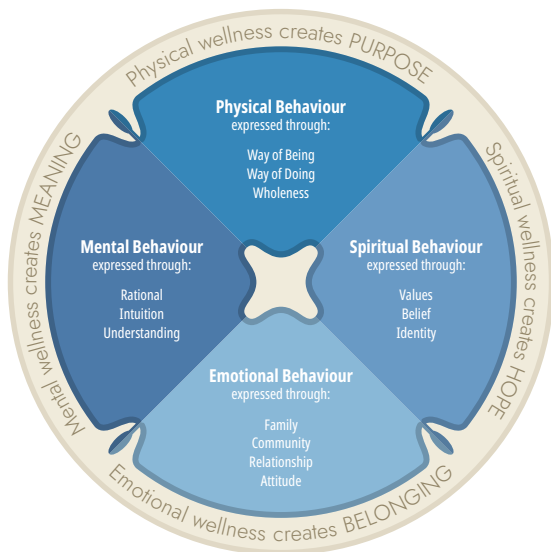 Physical wellness creates PURPOSE
Physical Behaviour
expressed through:
Way of Being
Way of Doing
Wholeness
Mental wellness creates MEANING
Mental Behaviour
expressed through:
Rational
Intuition
Understanding
Spiritual Behaviour
expressed through:
Values
Belief
Identity
Spiritual wellness creates HOPE
Emotional Behaviour
expressed through:
Family
Community
Relationship
Attitude
Emotional wellness creates BELONGING